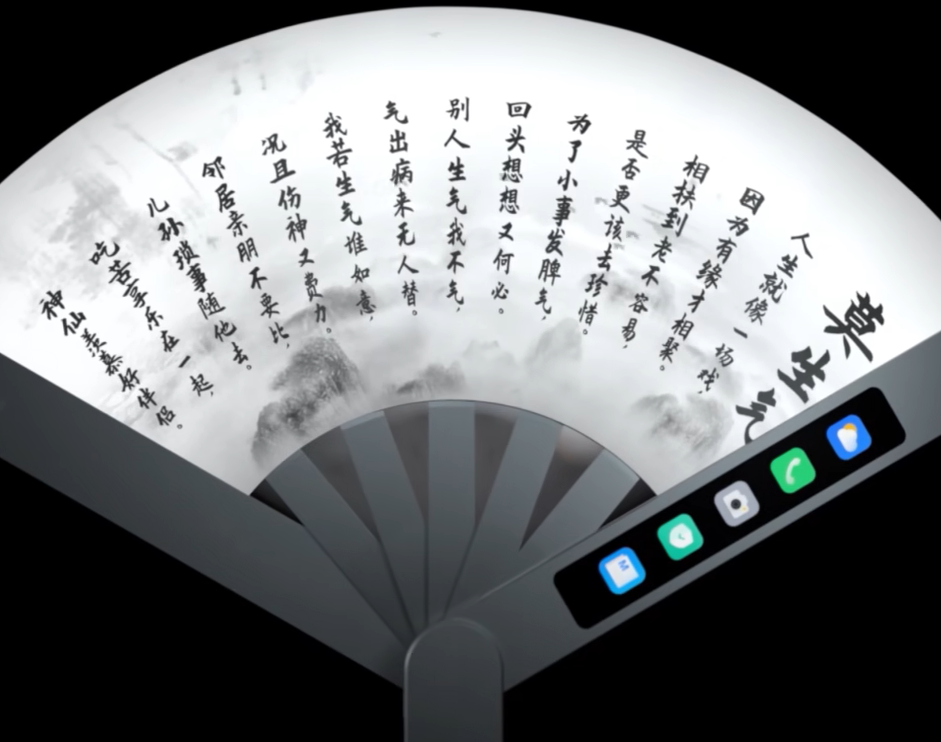 莫生气
人生就像一场戏，
因为有缘才相聚。
相扶到老不容易，
是否更该去珍惜。
为了小事发脾气，
回头想想又何必。
别人生气我不气，
气出病来无人替。
我若生气谁如意，
况且伤神又费力。
邻居亲朋不要比，
儿孙琐事随他去。
吃苦享乐在一起，
神仙羡慕好伴侣。